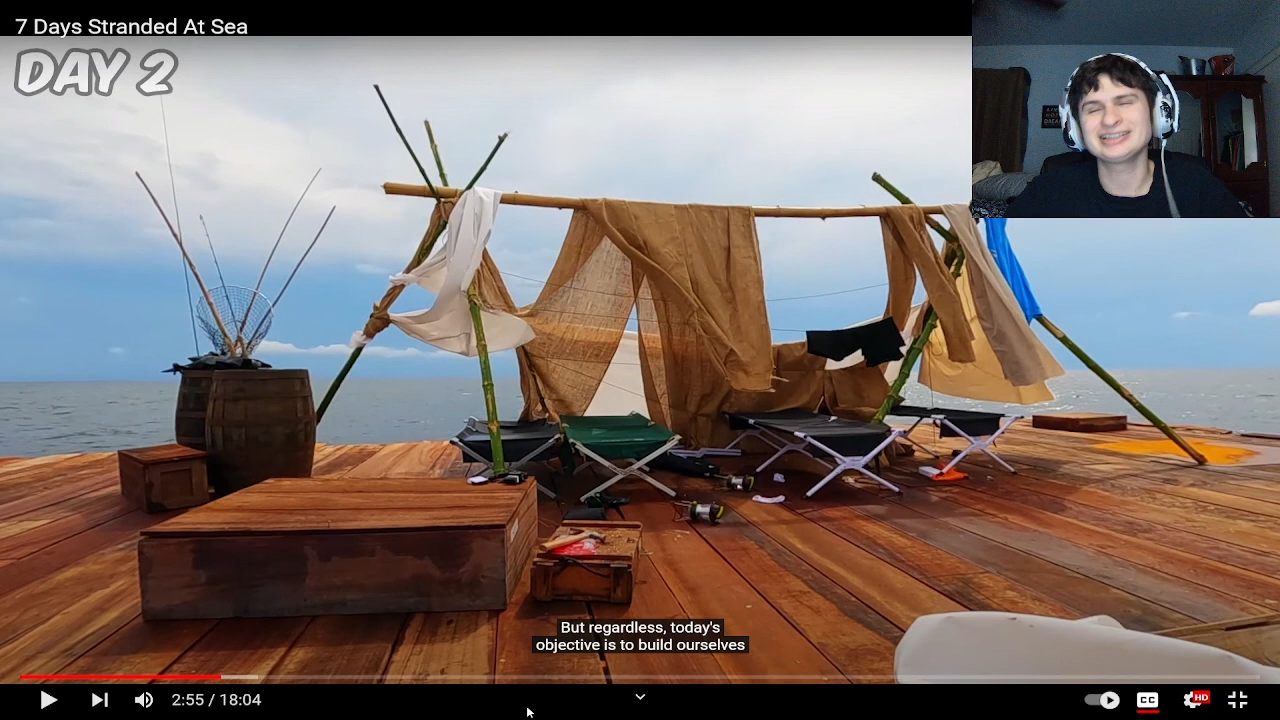 7 Days Stranded At Sea
DAY 2
But regardless, today's
objective is to build ourselves
2:55 / 18:04
CC
HD